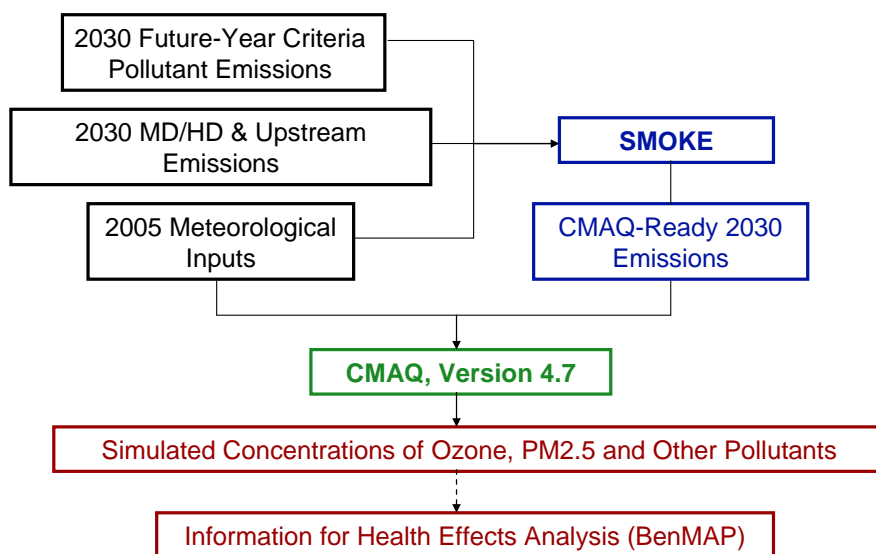 2030 Future-Year Criteria
Pollutant Emissions
2030 MD/HD & Upstream
Emissions
SMOKE
2005 Meteorological
Inputs
CMAQ-Ready 2030
Emissions
CMAQ, Version 4.7
Simulated Concentrations of Ozone, PM2.5 and Other Pollutants
Information for Health Effects Analysis (BenMAP)